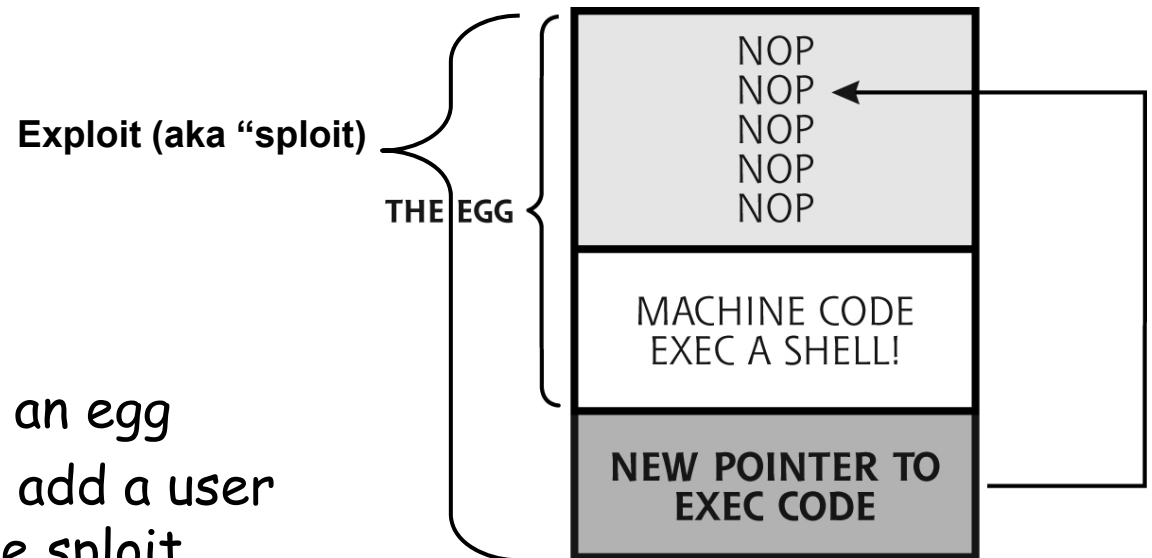 NOP
NOP
NOP
NOP
NOP
Exploit (aka “sploit)
THE EGG
MACHINE CODE
EXEC A SHELL!
an egg
add a user
sploit
NEW POINTER TO
EXEC CODE